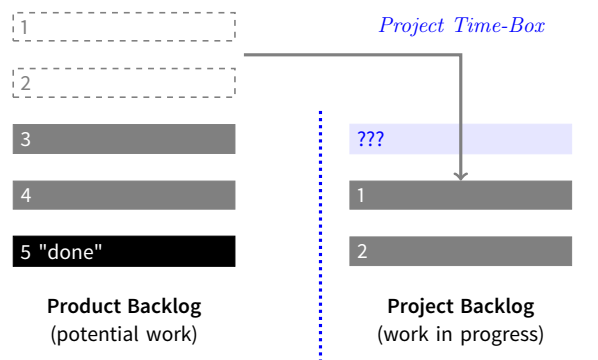 1
2
3
4
5 "done"
Product Backlog
(potential work)
Project Time-Box
???
1
2
Project Backlog
(work in progress)